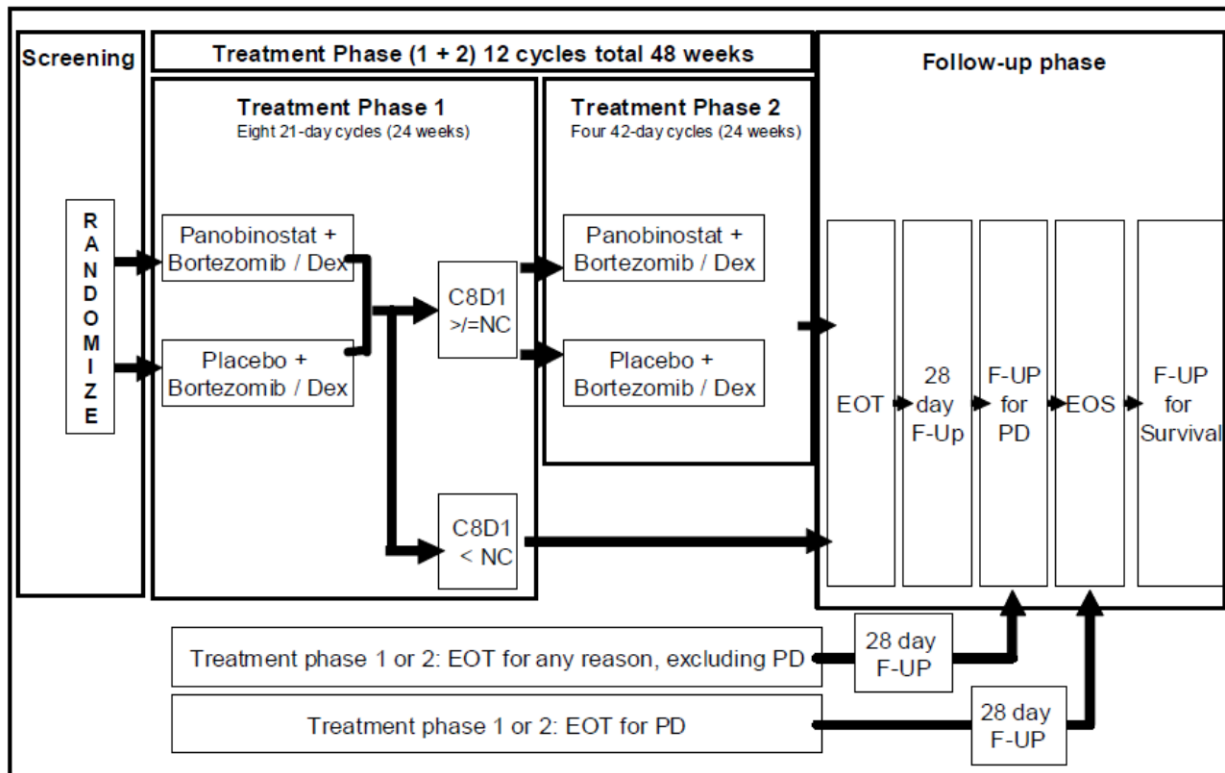 Screening
Treatment Phase (1 + 2) 12 cycles total 48 weeks
Follow-up phase
Treatment Phase 1
Eight 21-day cycles (24 weeks)
Treatment Phase 2
Four 42-day cycles (24 weeks)
R
A
N
D
O
M
I
Z
E
Panobinostat +
Bortezomib / Dex
Placebo +
Bortezomib / Dex
C8D1
>/=NC
C8D1
< NC
Panobinostat +
Bortezomib / Dex
Placebo +
Bortezomib / Dex
EOT
28
day
F-Up
F-UP
for
PD
EOS
F-UP
for
Survival
Treatment phase 1 or 2: EOT for any reason, excluding PD
28 day
F-UP
Treatment phase 1 or 2: EOT for PD
28 day
F-UP